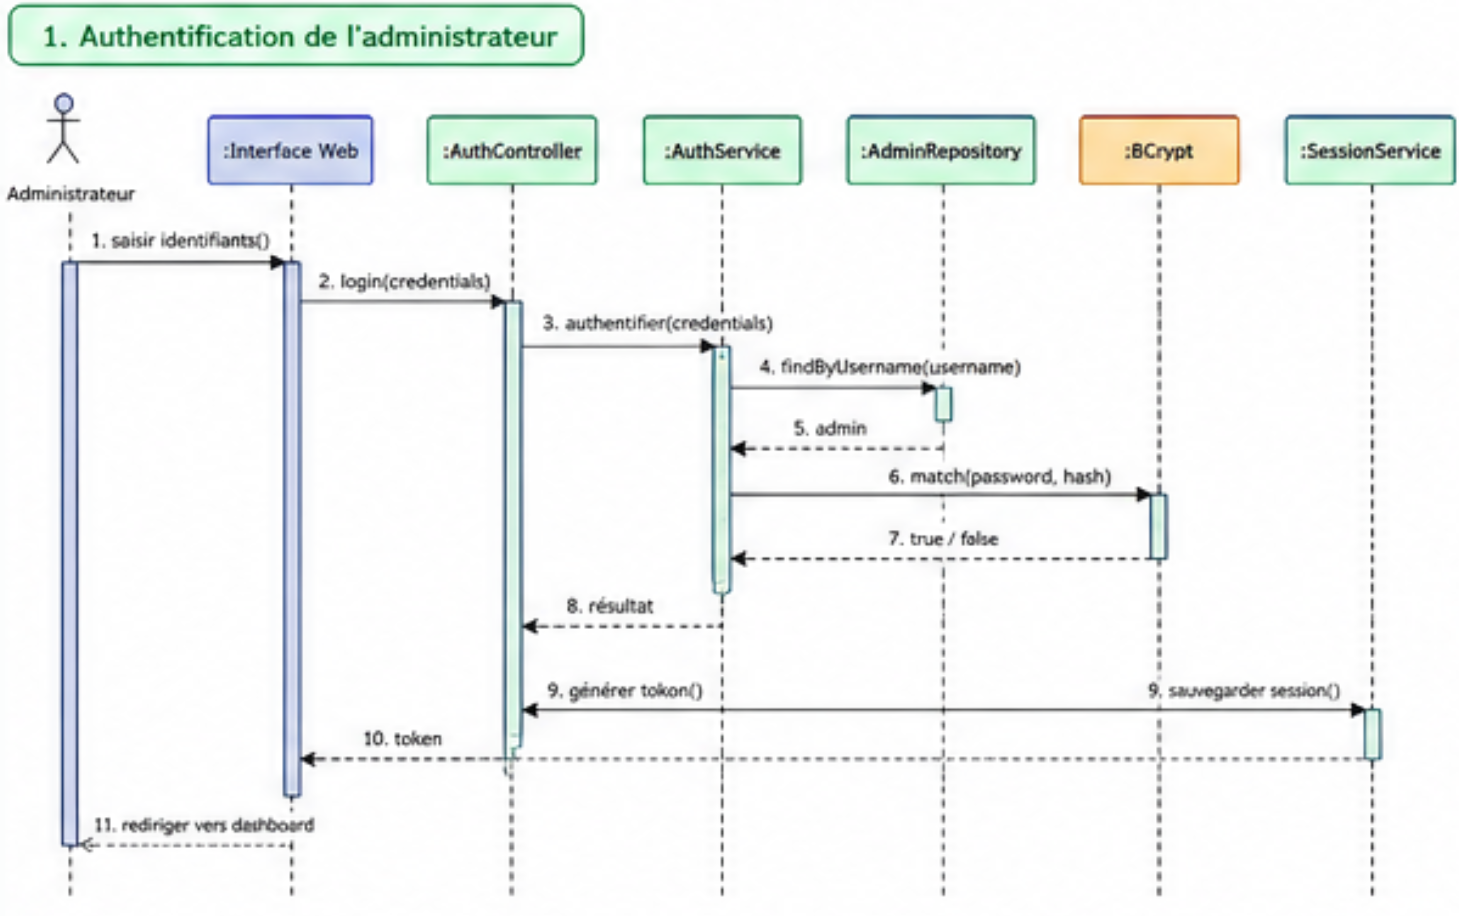 1. Authentification de l'administrateur
Administrateur
:Interface Web
:AuthController
:AuthService
:AdminRepository
:BCrypt
:SessionService
1. saisir identifiants()
2. login(credentials)
3. authentifier(credentials)
4. findByUsername(username)
5. admin
6. match(password, hash)
7. true / false
8. résultat
9. générer tokon()
9. sauvegarder session()
10. token
11. rediriger vers dashboard